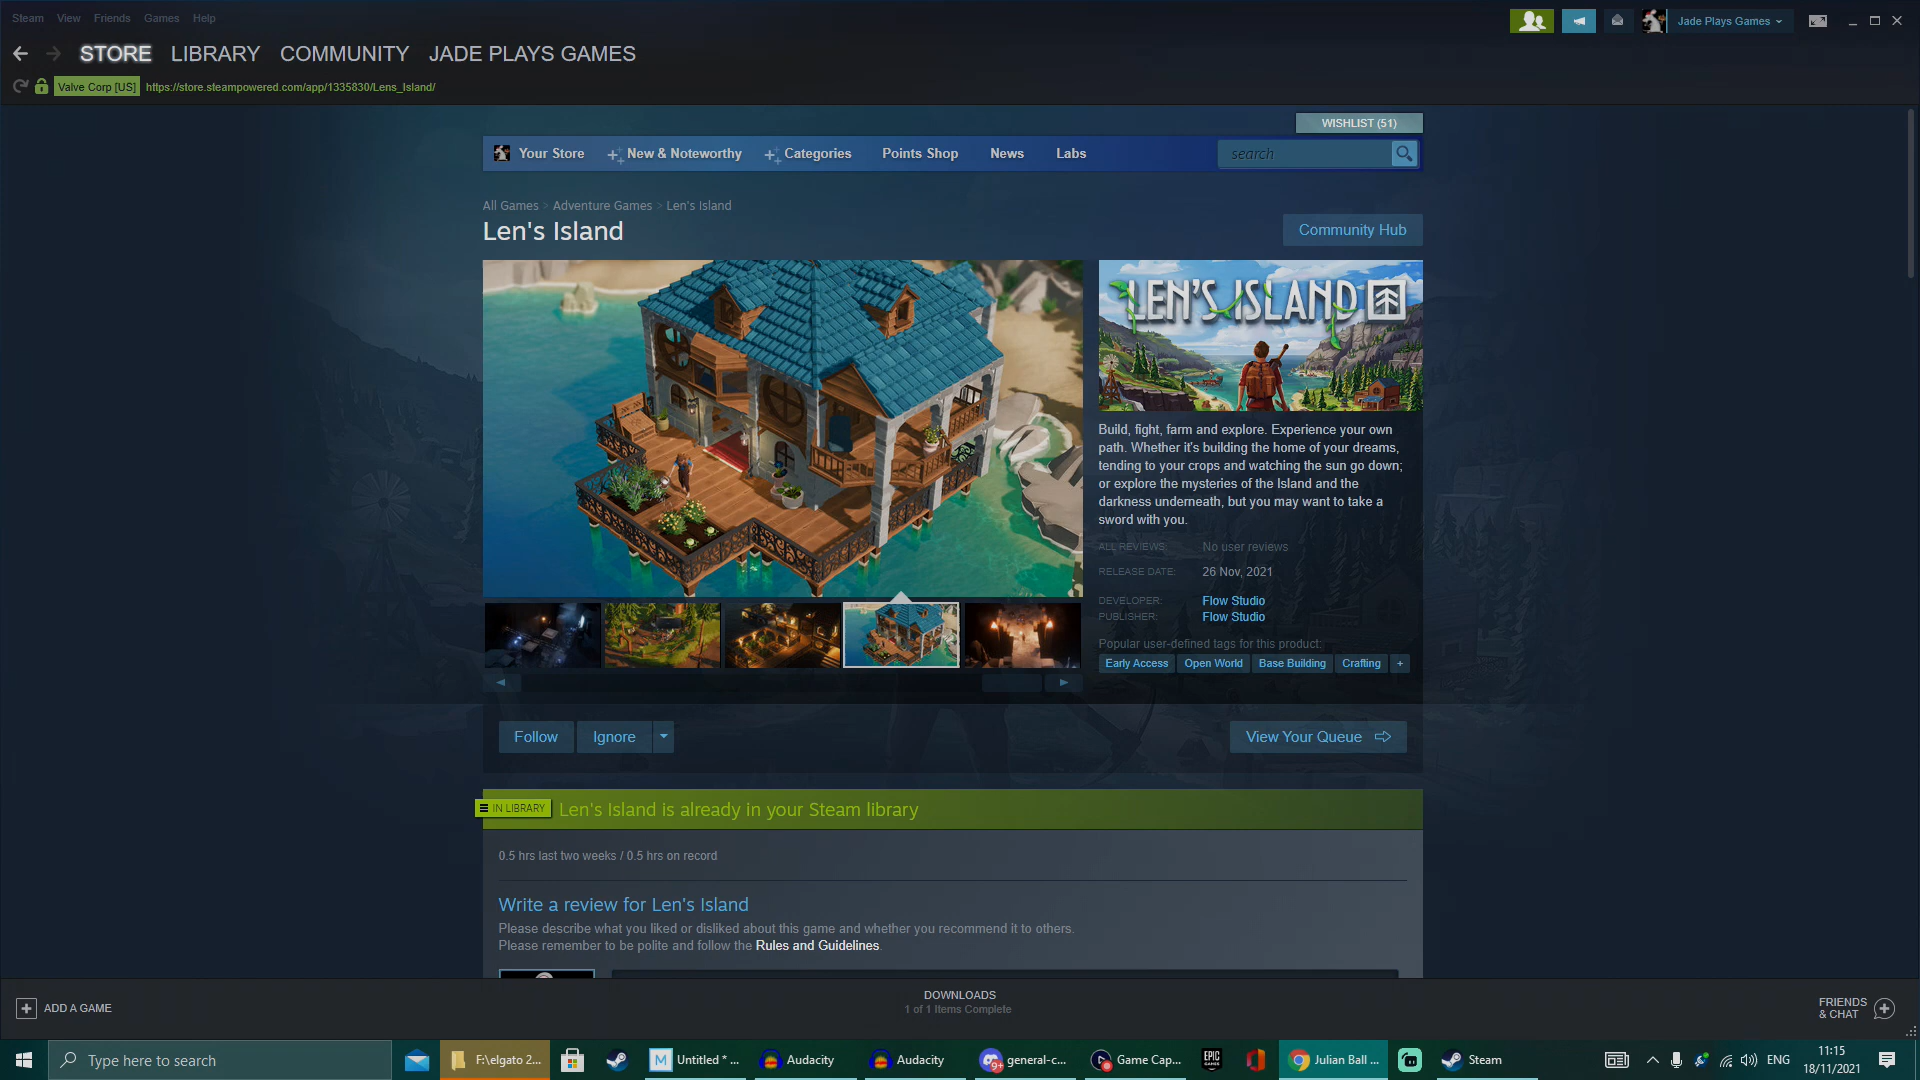 Steam View Friends Games Help
Jade Plays Games
STORE LIBRARY COMMUNITY JADE PLAYS GAMES
Valve Corp [US] https://store.steampowered.com/app/1335830/Lens_Island/
WISHLIST (51)
Your Store New & Noteworthy Categories Points Shop News Labs search
All Games > Adventure Games > Len's Island
Len's Island
Community Hub
LEN'S ISLAND
Build, fight, farm and explore. Experience your own
path. Whether it's building the home of your dreams,
tending to your crops and watching the sun go down;
or explore the mysteries of the Island and the
darkness underneath, but you may want to take a
sword with you.
ALL REVIEWS: No user reviews
RELEASE DATE: 26 Nov, 2021
DEVELOPER: Flow Studio
PUBLISHER: Flow Studio
Popular user-defined tags for this product:
Early Access Open World Base Building Crafting +
Follow Ignore View Your Queue
IN LIBRARY Len's Island is already in your Steam library
0.5 hrs last two weeks / 0.5 hrs on record
Write a review for Len's Island
Please describe what you liked or disliked about this game and whether you recommend it to others.
Please remember to be polite and follow the Rules and Guidelines.
ADD A GAME
DOWNLOADS
1 of 1 Items Complete
FRIENDS
& CHAT
Type here to search
F:\elgato 2...
M Untitled * ...
Audacity
Audacity
9+ general-c...
Game Cap...
EPIC GAMES
Julian Ball ...
Steam
ENG
11:15
18/11/2021